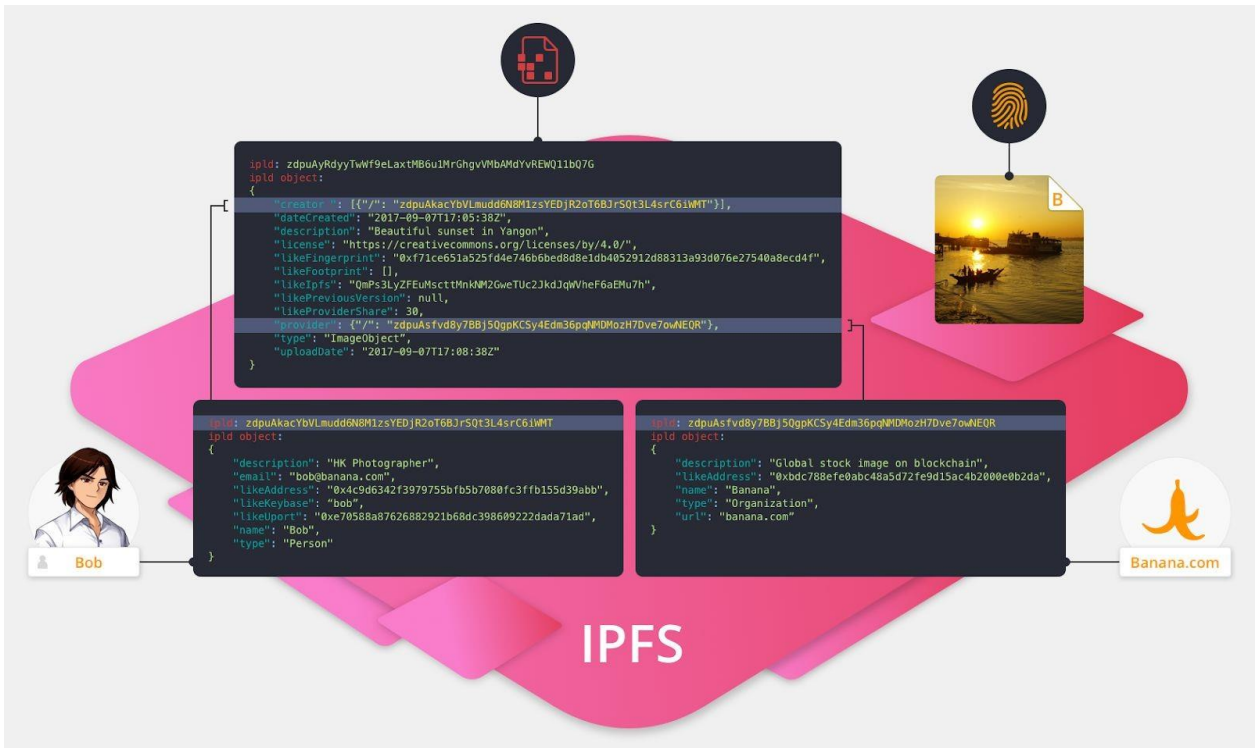 ipld: zdpuAyRdyyTwWf9eLaxtMB6u1MrGhgvVMbAMdYvREWQ11bQ7G
ipld object:
{
"creator ": [{"/": "zdpuAkacYbVLmudd6N8M1zsYEDjR2oT6BJrSQt3L4srC6iWMT"}],
"dateCreated": "2017-09-07T17:05:38Z",
"description": "Beautiful sunset in Yangon",
"license": "https://creativecommons.org/licenses/by/4.0/",
"likeFingerprint": "0xf71ce651a525fd4e746b6bed8d8e1db4052912d88313a93d076e27540a8ecd4f",
"likeFootprint": [],
"likeIpfs": "QmPs3LyZFEuMscttMnkNM2GweTUc2JkdJqWVheF6aEMu7h",
"likePreviousVersion": null,
"likeProviderShare": 30,
"provider": {"/": "zdpuAsfvd8y7BBj5QgpKCSy4Edm36pqNMDMozH7Dve7owNEQR"},
"type": "ImageObject",
"uploadDate": "2017-09-07T17:08:38Z"
}
B
ipld: zdpuAkacYbVLmudd6N8M1zsYEDjR2oT6BJrSQt3L4srC6iWMT
ipld object:
{
"description": "HK Photographer",
"email": "bob@banana.com",
"likeAddress": "0x4c9d6342f3979755bfb5b7080fc3ffb155d39abb",
"likeKeybase": "bob",
"likeUport": "0xe70588a87626882921b68dc398609222dada71ad",
"name": "Bob",
"type": "Person"
}
Bob
ipld: zdpuAsfvd8y7BBj5QgpKCSy4Edm36pqNMDMozH7Dve7owNEQR
ipld object:
{
"description": "Global stock image on blockchain",
"likeAddress": "0xbdc788efe0abc48a5d72fe9d15ac4b2000e0b2da",
"name": "Banana",
"type": "Organization",
"url": "banana.com"
}
Banana.com
IPFS